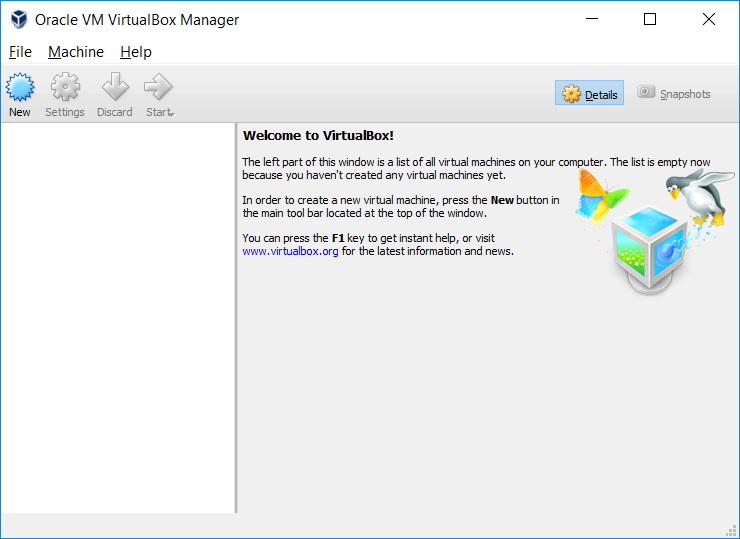 Oracle VM VirtualBox Manager
File Machine Help
New Settings Discard Start Details Snapshots
Welcome to VirtualBox!
The left part of this window is a list of all virtual machines on your computer. The list is empty now
because you haven't created any virtual machines yet.
In order to create a new virtual machine, press the New button in
the main tool bar located at the top of the window.
You can press the F1 key to get instant help, or visit
www.virtualbox.org for the latest information and news.